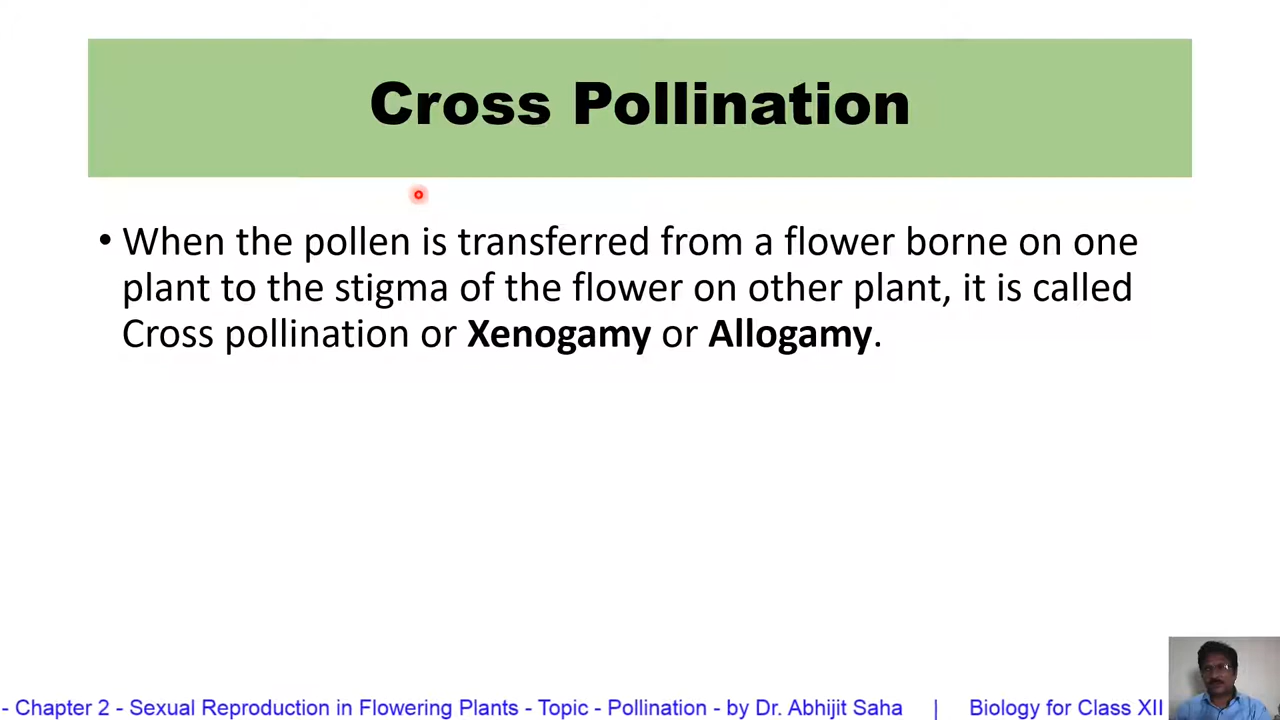 Cross Pollination
• When the pollen is transferred from a flower borne on one
plant to the stigma of the flower on other plant, it is called
Cross pollination or Xenogamy or Allogamy.
- Chapter 2 - Sexual Reproduction in Flowering Plants - Topic - Pollination - by Dr. Abhijit Saha | Biology for Class XII